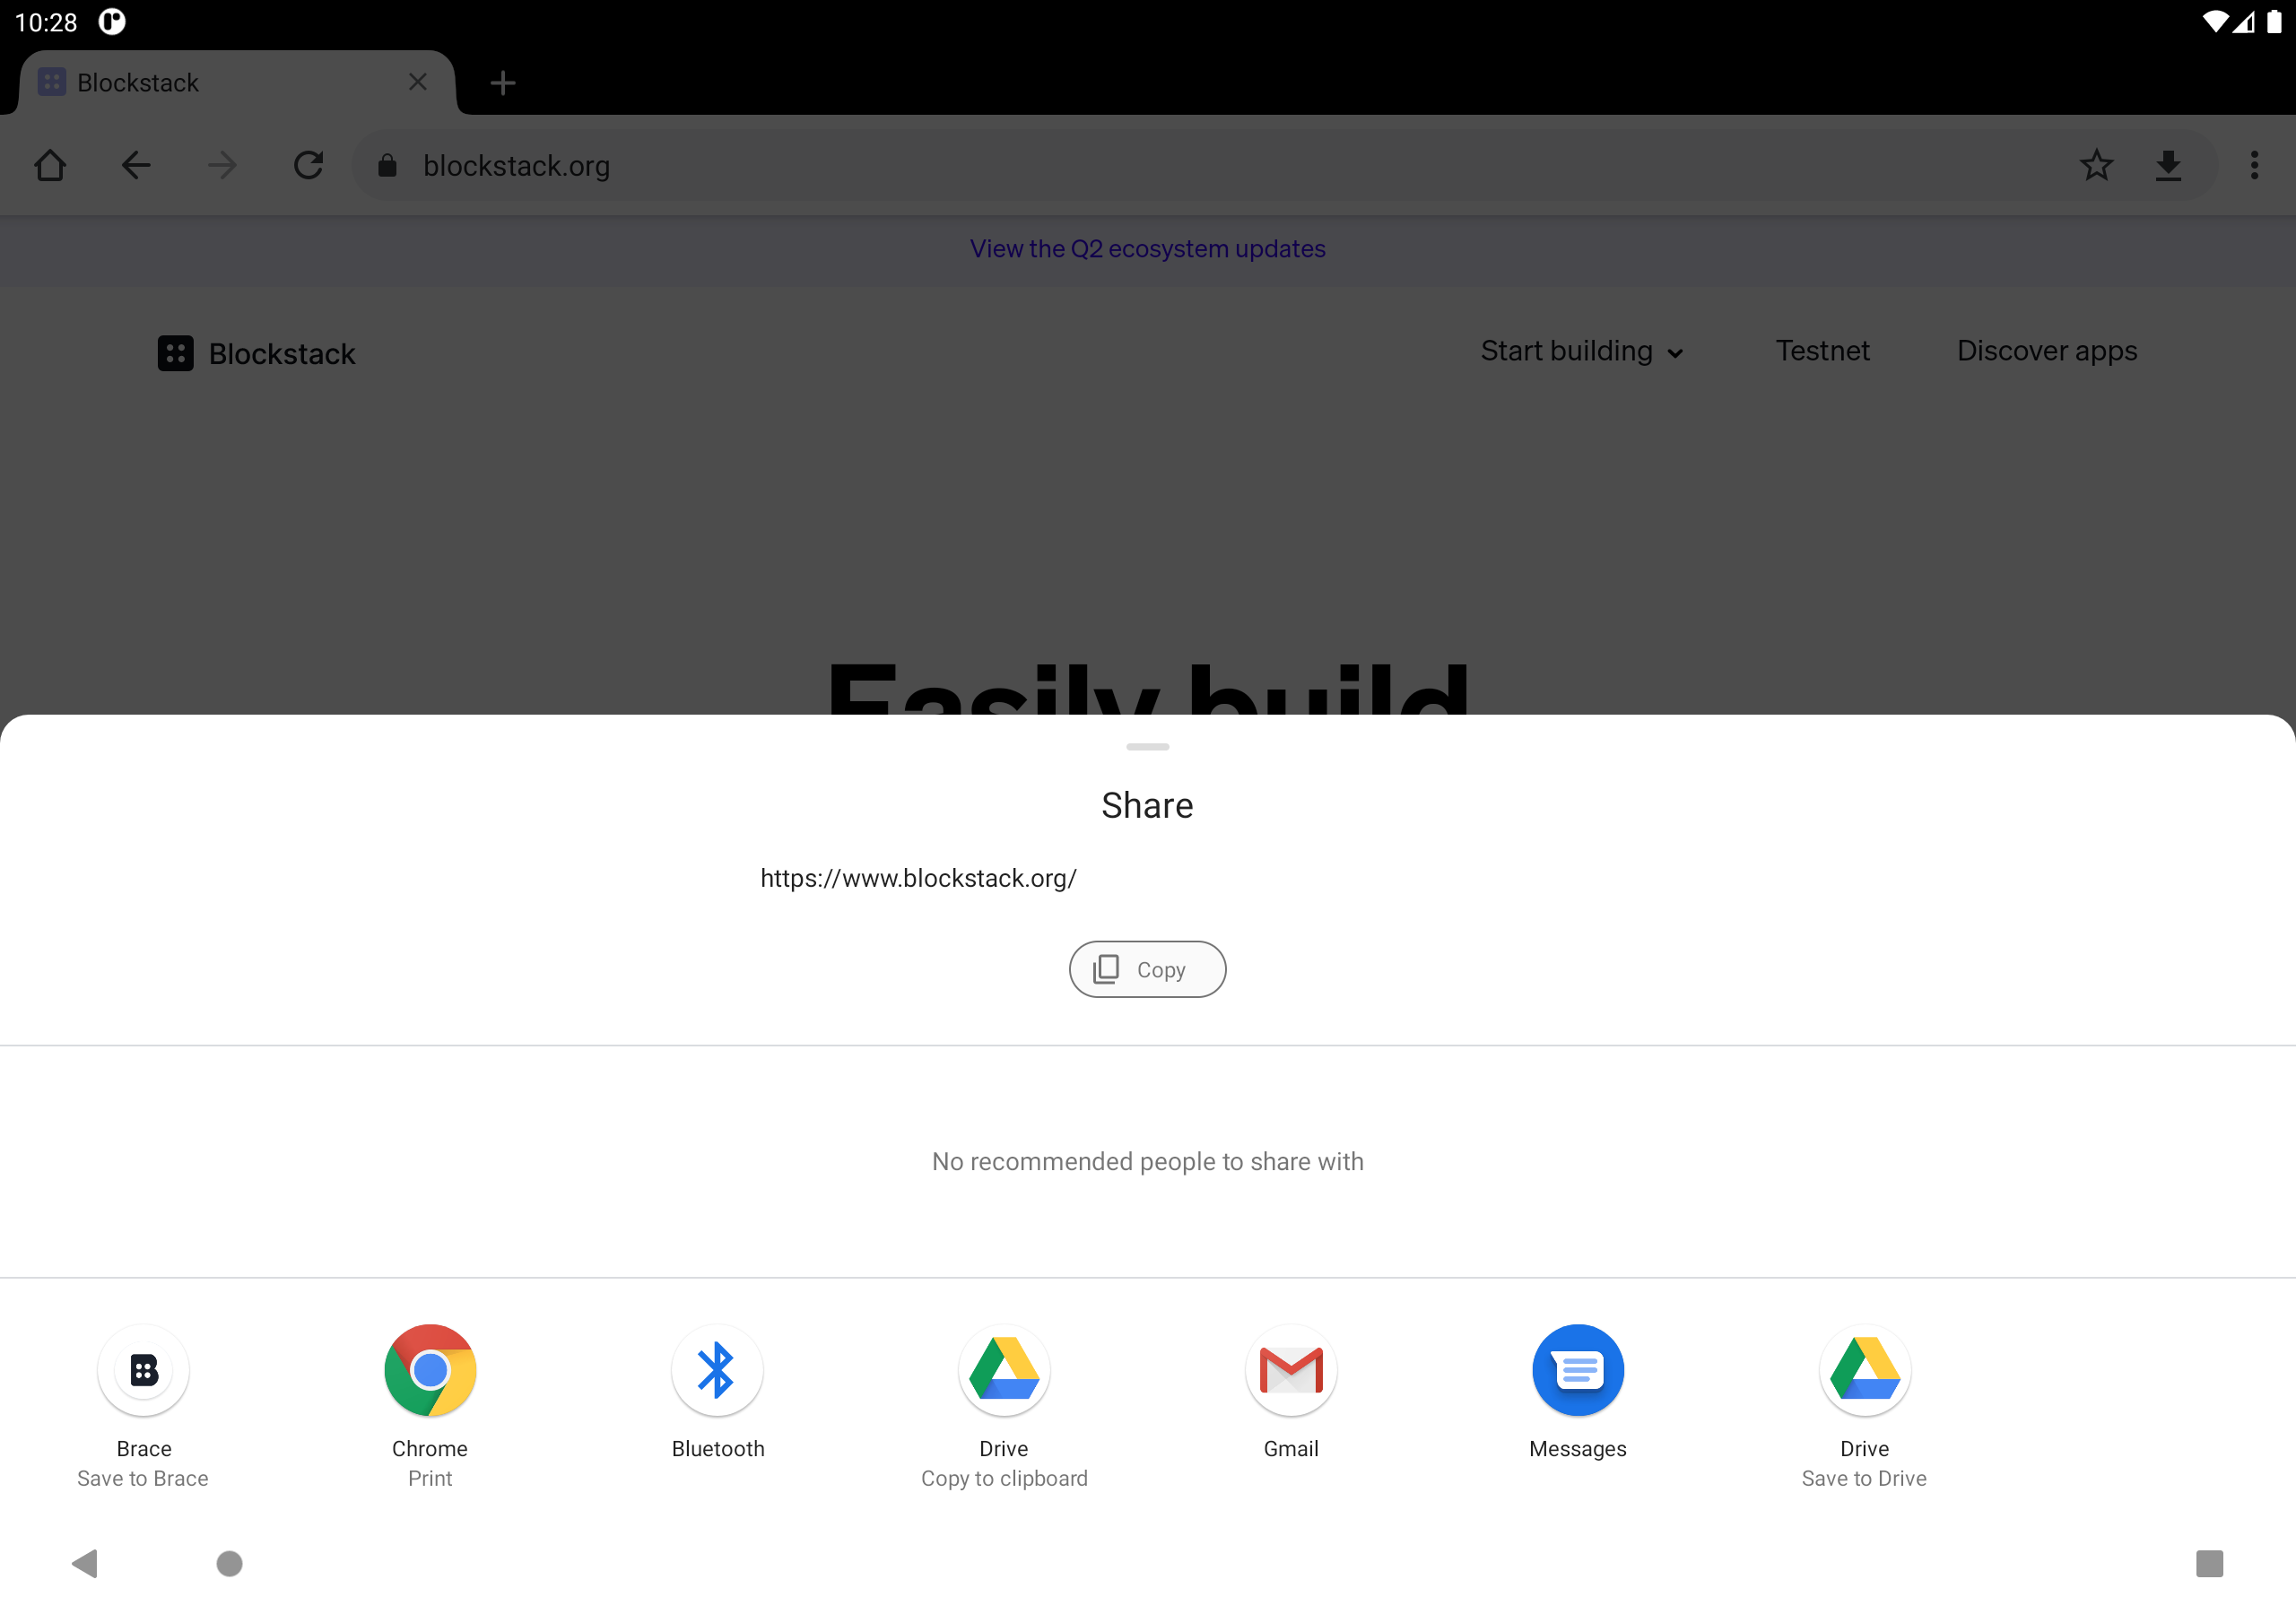 10:28
Blockstack
blockstack.org
View the Q2 ecosystem updates
Blockstack
Start building
Testnet
Discover apps
Easily build
Share
https://www.blockstack.org/
Copy
No recommended people to share with
Brace
Save to Brace
Chrome
Print
Bluetooth
Drive
Copy to clipboard
Gmail
Messages
Drive
Save to Drive